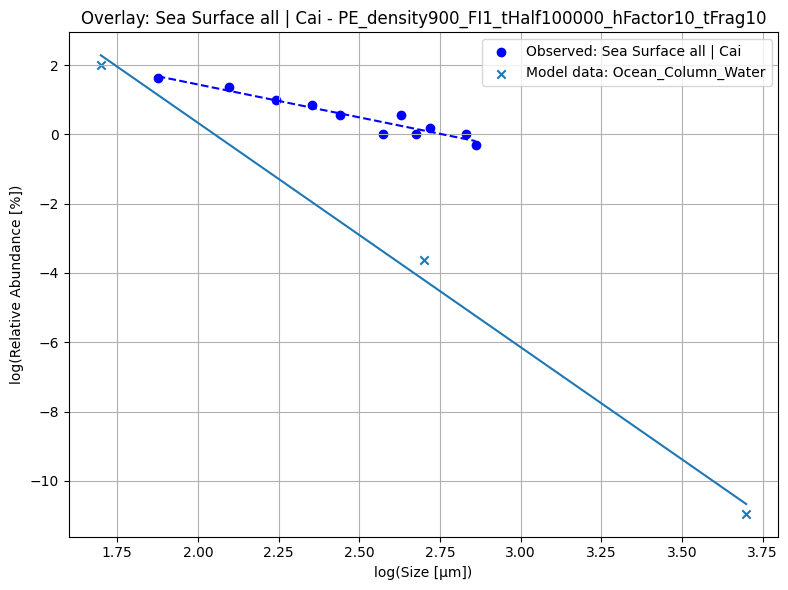 Overlay: Sea Surface all | Cai - PE_density900_FI1_tHalf100000_hFactor10_tFrag10
Observed: Sea Surface all | Cai
Model data: Ocean_Column_Water
log(Relative Abundance [%])
2
0
−2
−4
−6
−8
−10
1.75 2.00 2.25 2.50 2.75 3.00 3.25 3.50 3.75
log(Size [μm])